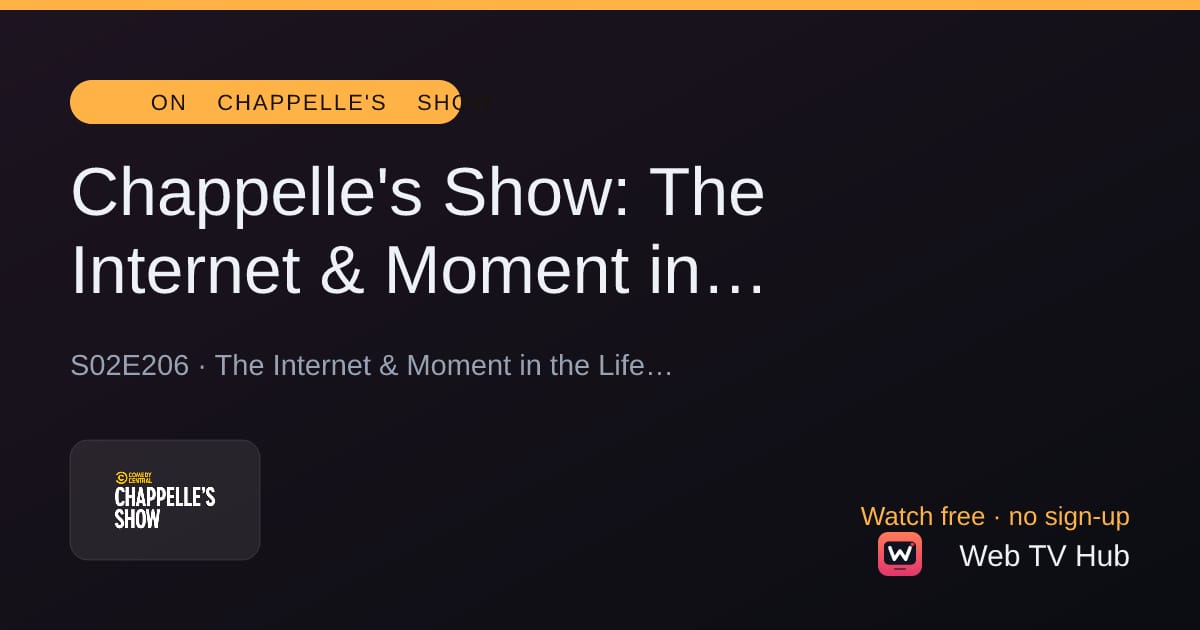 ON CHAPPELLE'S SHOW
Chappelle's Show: The
Internet & Moment in…
S02E206 · The Internet & Moment in the Life…
COMEDY
CENTRAL
CHAPPELLE'S
SHOW
Watch free · no sign-up
W
Web TV Hub